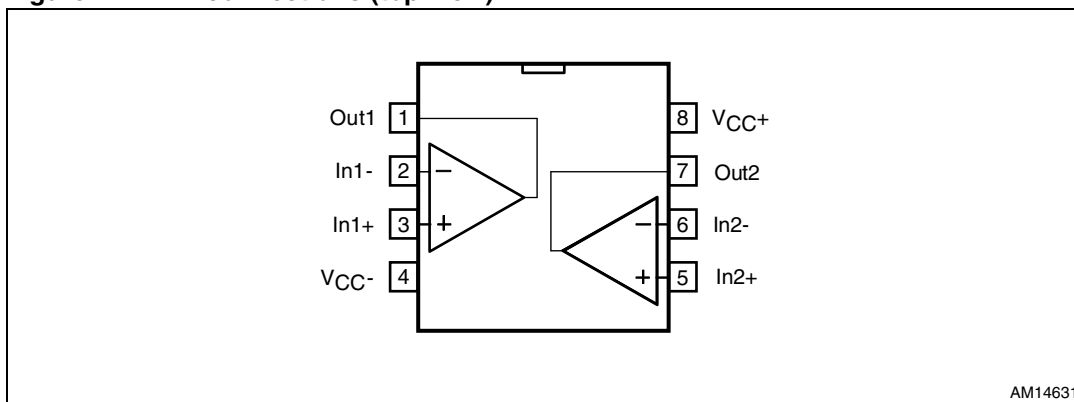 Out1 1 8 VCC+
In1- 2 − 7 Out2
In1+ 3 + − 6 In2-
VCC- 4 + 5 In2+
AM14631